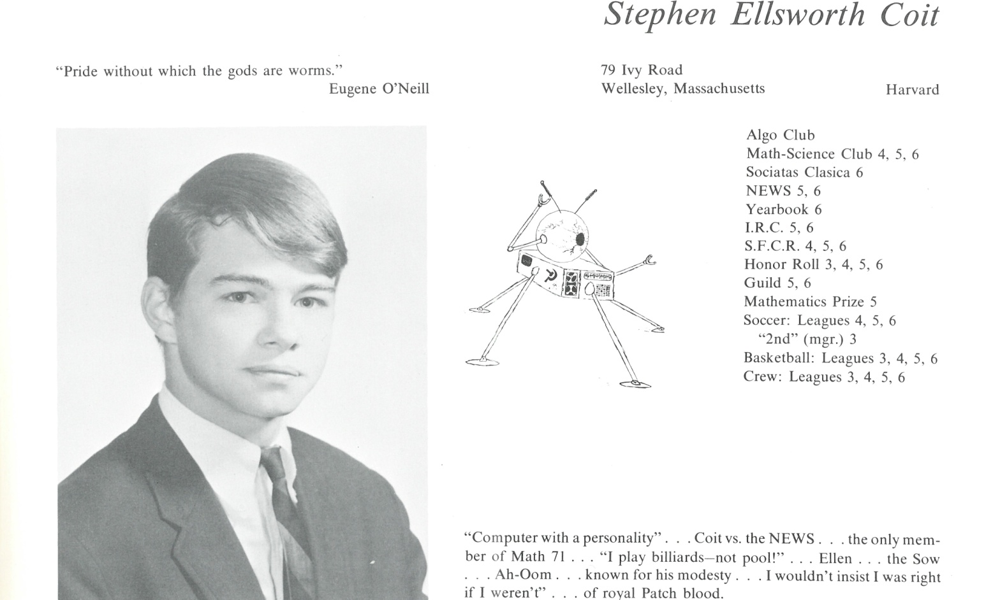 Stephen Ellsworth Coit
“Pride without which the gods are worms.”
Eugene O’Neill
79 Ivy Road
Wellesley, Massachusetts
Harvard
Algo Club
Math-Science Club 4, 5, 6
Sociatas Clasica 6
NEWS 5, 6
Yearbook 6
I.R.C. 5, 6
S.F.C.R. 4, 5, 6
Honor Roll 3, 4, 5, 6
Guild 5, 6
Mathematics Prize 5
Soccer: Leagues 4, 5, 6
“2nd” (mgr.) 3
Basketball: Leagues 3, 4, 5, 6
Crew: Leagues 3, 4, 5, 6
“Computer with a personality” . . . Coit vs. the NEWS . . . the only mem-
ber of Math 71 . . . “I play billiards—not pool!” . . . Ellen . . . the Sow
. . . Ah-Oom . . . known for his modesty . . . I wouldn’t insist I was right
if I weren’t” . . . of royal Patch blood.